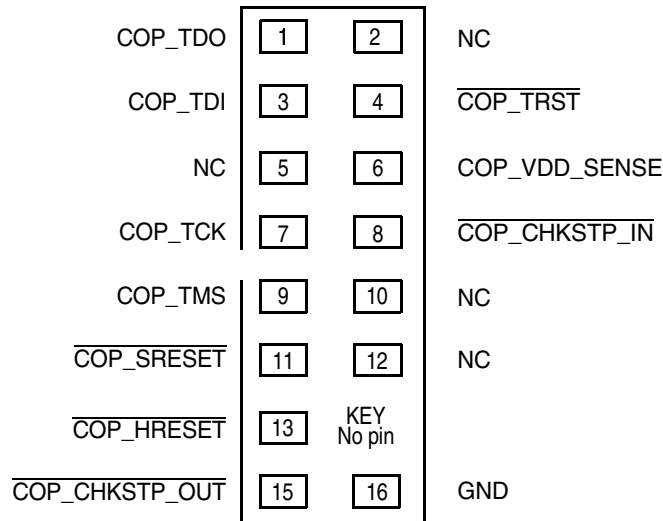 COP_TDO 1 2 NC
COP_TDI 3 4 COP_TRST
NC 5 6 COP_VDD_SENSE
COP_TCK 7 8 COP_CHKSTP_IN
COP_TMS 9 10 NC
COP_SRESET 11 12 NC
COP_HRESET 13 KEY
No pin
COP_CHKSTP_OUT 15 16 GND